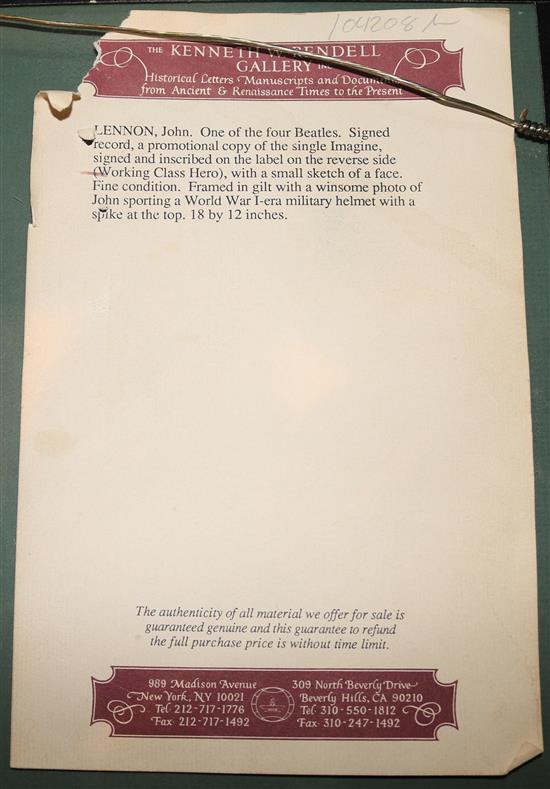 104208
THE KENNETH W. RENDELL
GALLERY INC
Historical Letters Manuscripts and Documents
from Ancient & Renaissance Times to the Present
LENNON, John. One of the four Beatles. Signed
record, a promotional copy of the single Imagine,
signed and inscribed on the label on the reverse side
(Working Class Hero), with a small sketch of a face.
Fine condition. Framed in gilt with a winsome photo of
John sporting a World War I-era military helmet with a
spike at the top. 18 by 12 inches.
The authenticity of all material we offer for sale is
guaranteed genuine and this guarantee to refund
the full purchase price is without time limit.
989 Madison Avenue
New York, NY 10021
Tel 212-717-1776
Fax 212-717-1492
309 North Beverly Drive
Beverly Hills, CA 90210
Tel 310-550-1812
Fax 310-247-1492